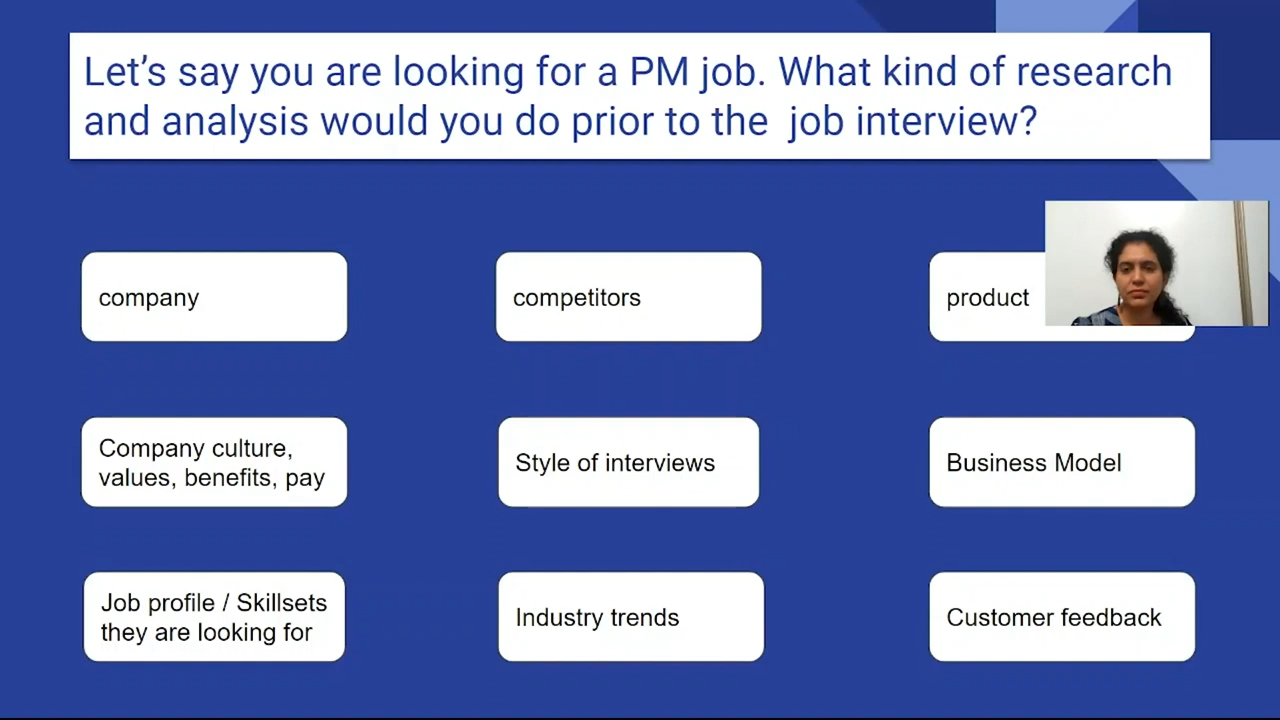 Let’s say you are looking for a PM job. What kind of research
and analysis would you do prior to the  job interview?
company
competitors
product
Company culture,
values, benefits, pay
Style of interviews
Business Model
Job profile / Skillsets
they are looking for
Industry trends
Customer feedback